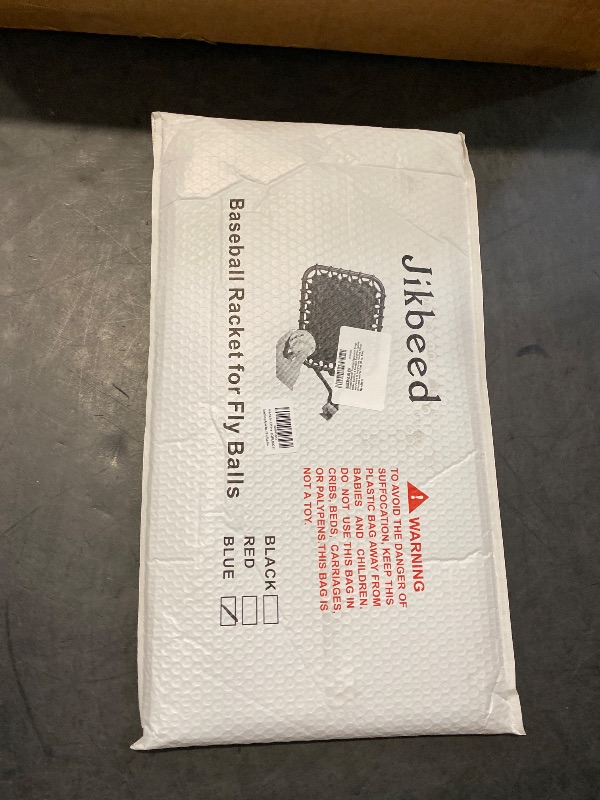 Jikbeed
WARNING
TO AVOID THE DANGER OF
SUFFOCATION, KEEP THIS
PLASTIC BAG AWAY FROM
BABIES AND CHILDREN.
DO NOT USE THIS BAG IN
CRIBS, BEDS, CARRIAGES,
OR PALYPENS.THIS BAG IS
NOT A TOY.
Baseball Racket for Fly Balls
BLACK
RED
BLUE